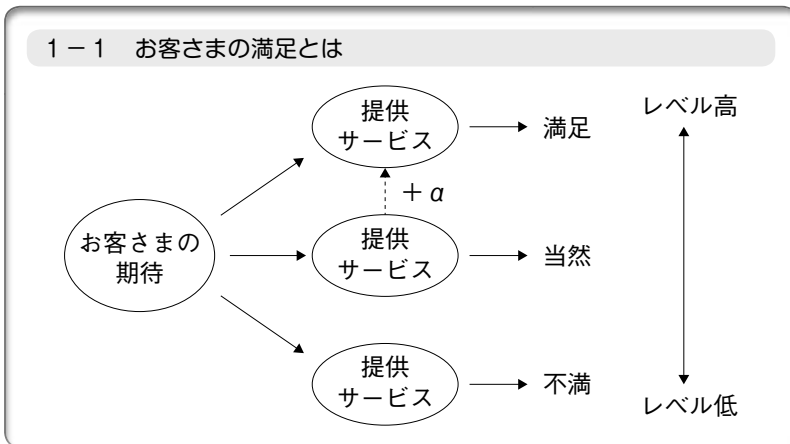 1－1　お客さまの満足とは
提供
サービス
満足
レベル高
＋α
お客さまの
期待
提供
サービス
当然
提供
サービス
不満
レベル低